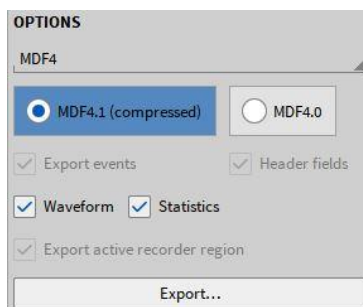 OPTIONS
MDF4
MDF4.1 (compressed) MDF4.0
Export events Header fields
Waveform Statistics
Export active recorder region
Export...